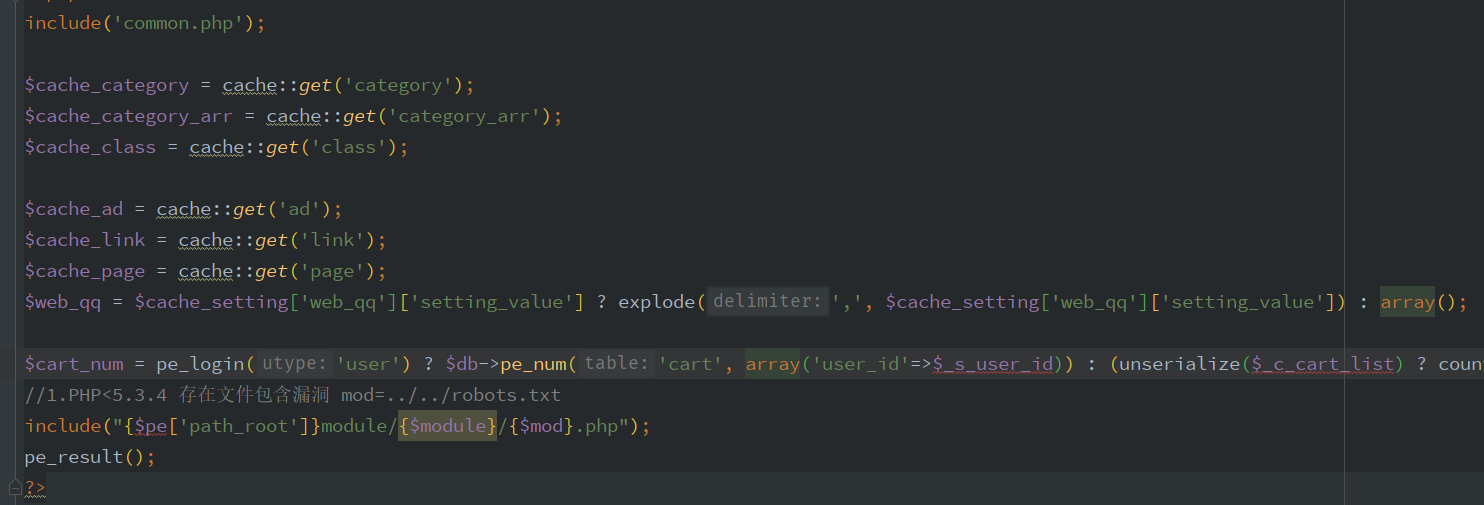 include('common.php');
$cache_category = cache::get('category');
$cache_category_arr = cache::get('category_arr');
$cache_class = cache::get('class');
$cache_ad = cache::get('ad');
$cache_link = cache::get('link');
$cache_page = cache::get('page');
$web_qq = $cache_setting['web_qq']['setting_value'] ? explode( delimiter: ',', $cache_setting['web_qq']['setting_value']) : array();
$cart_num = pe_login( utype: 'user') ? $db->pe_num( table: 'cart', array('user_id'=>$_s_user_id)) : (unserialize($_c_cart_list) ? coun
//1.PHP<5.3.4 存在文件包含漏洞 mod=../../robots.txt
include("{$pe['path_root']}module/{$module}/{$mod}.php");
pe_result();
?>